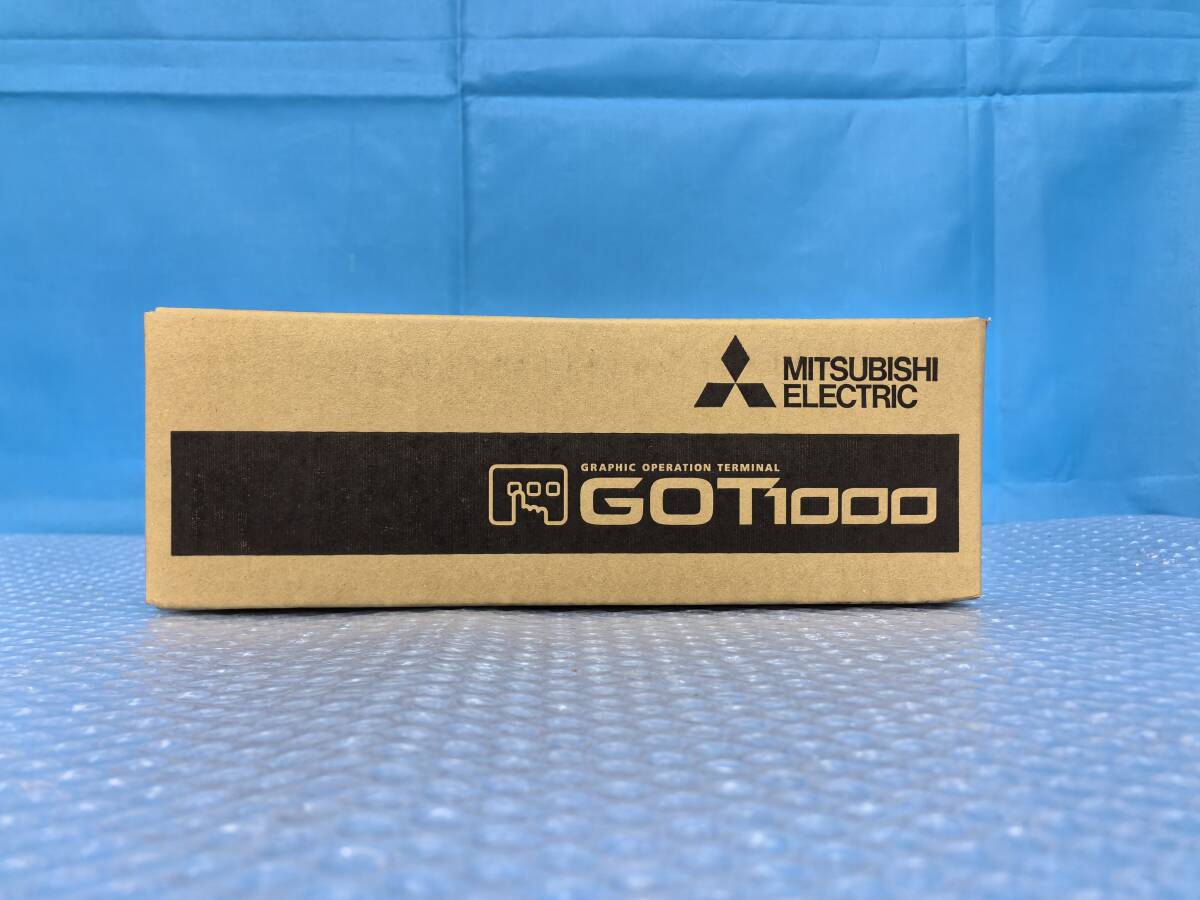 MITSUBISHI
ELECTRIC
GRAPHIC OPERATION TERMINAL
GOT1000